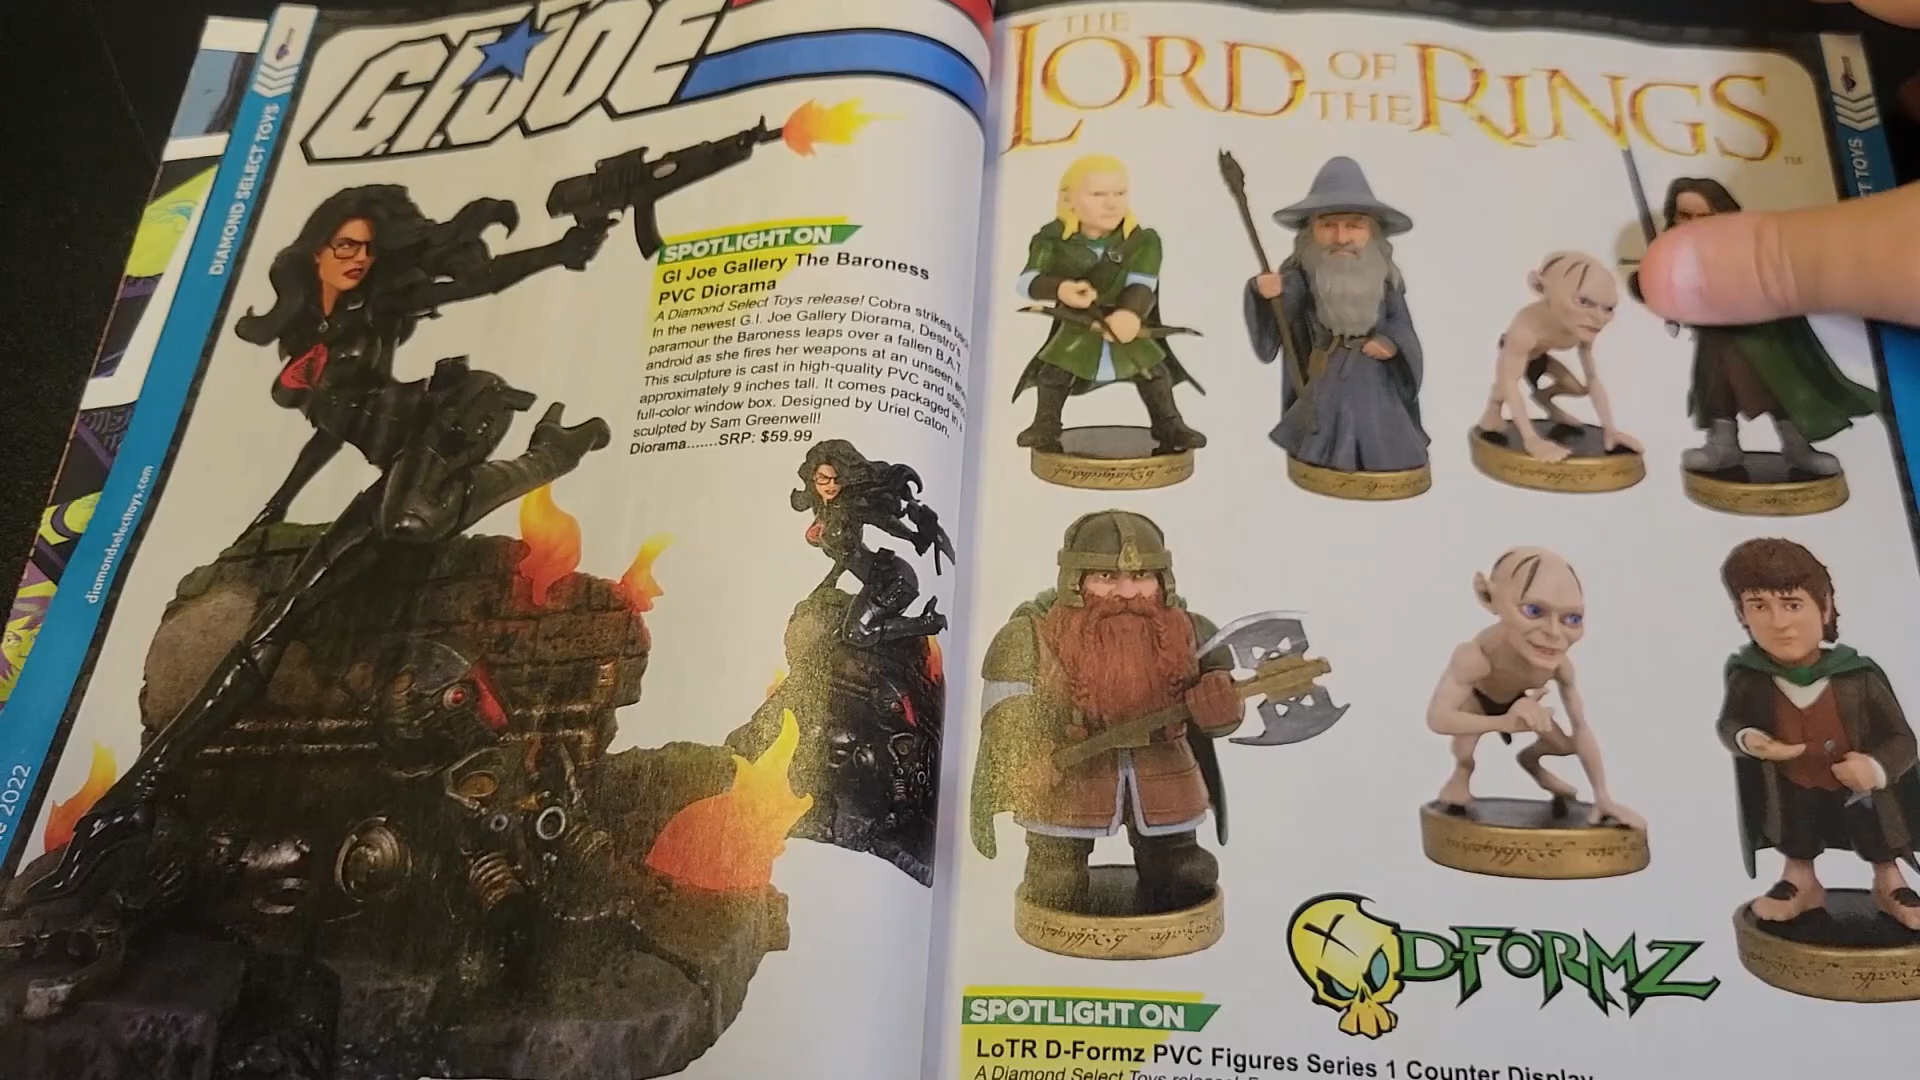 DIAMOND SELECT TOYS
diamondselecttoys.com
2022
G.I. JOE
SPOTLIGHT ON
GI Joe Gallery The Baroness
PVC Diorama
A Diamond Select Toys release! Cobra strikes
In the newest G.I. Joe Gallery Diorama, Destro's
paramour the Baroness leaps over a fallen B.A.T.
android as she fires her weapons at an unseen
This sculpture is cast in high-quality PVC and
approximately 9 inches tall. It comes packaged in a
full-color window box. Designed by Uriel Caton,
sculpted by Sam Greenwell!
Diorama.......SRP: $59.99
THE
LORD OF
THE RINGS
TM
T TOYS
D-FORMZ
SPOTLIGHT ON
LoTR D-Formz PVC Figures Series 1 Counter Display
A Diamond Select Toys